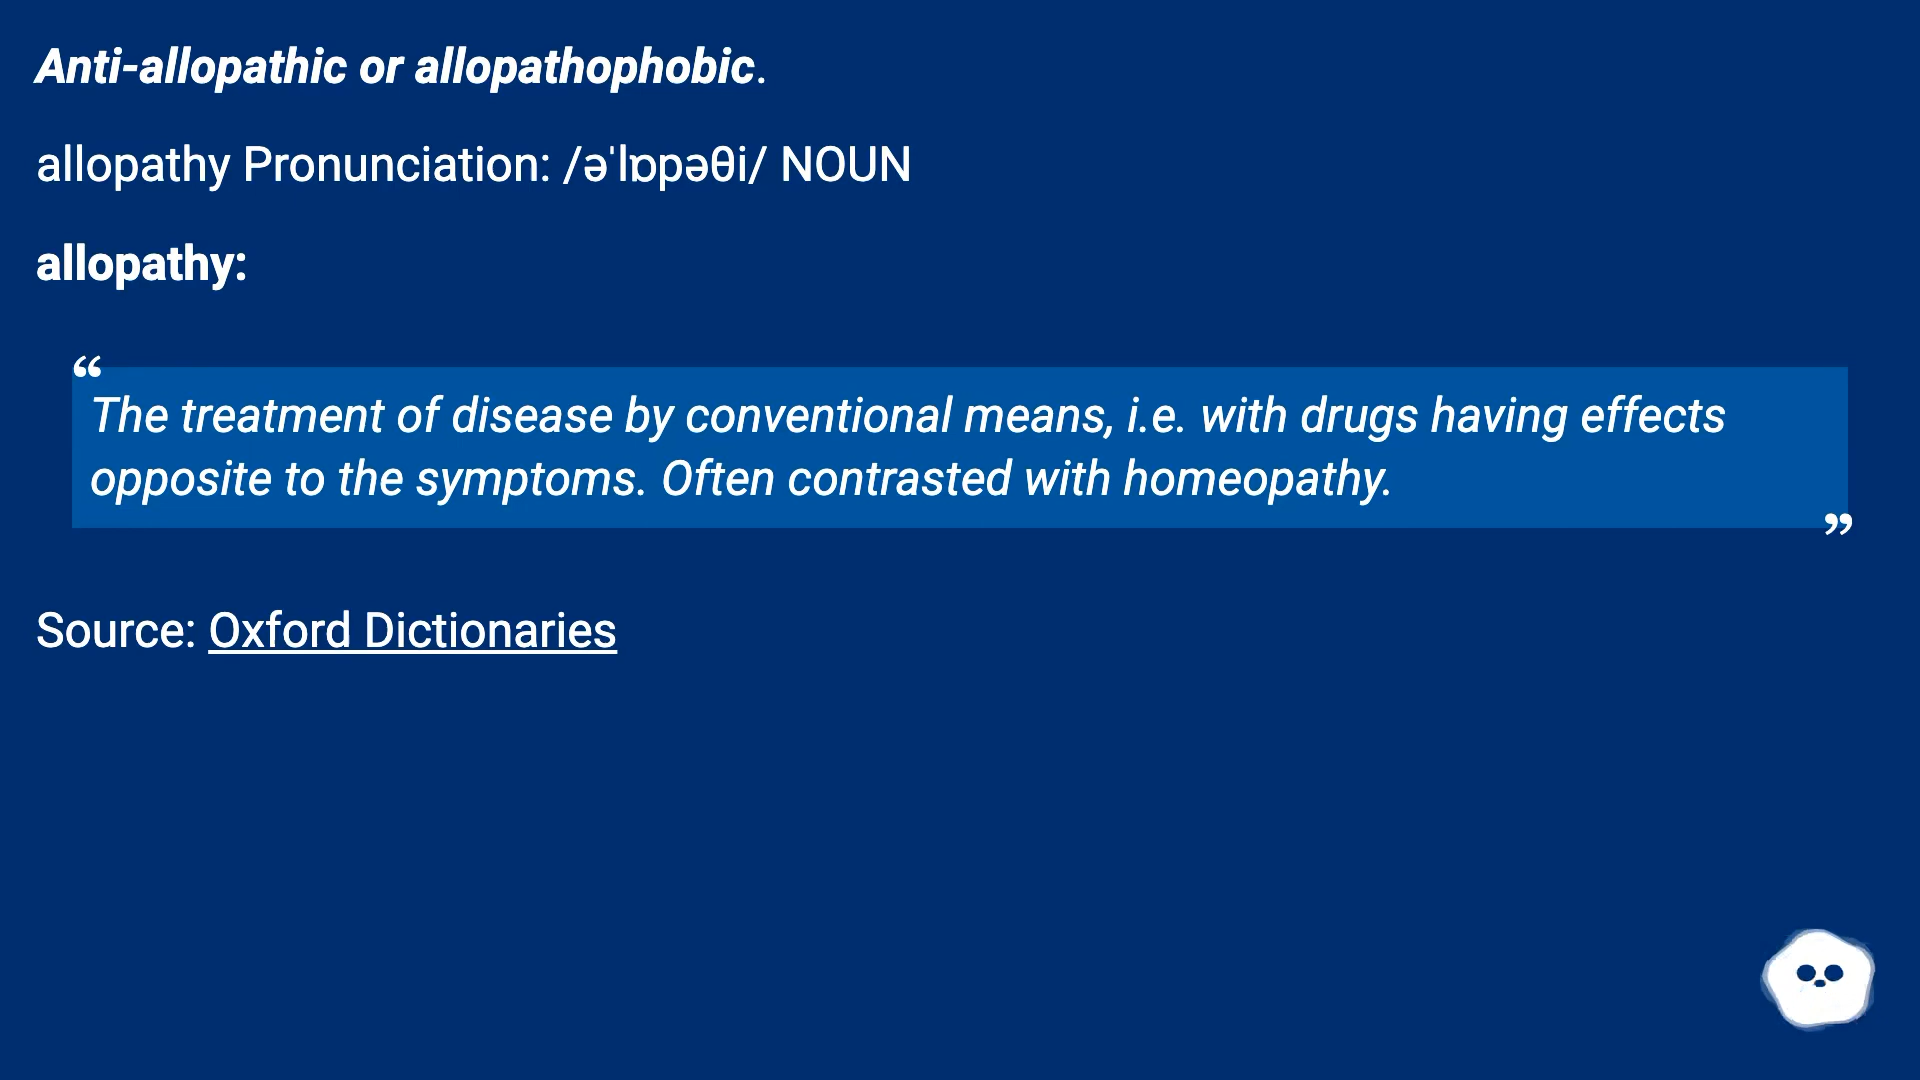 Anti-allopathic or allopathophobic.
allopathy Pronunciation: /əˈlɒpəθi/ NOUN
allopathy:
“
The treatment of disease by conventional means, i.e. with drugs having effects
opposite to the symptoms. Often contrasted with homeopathy.
”
Source: Oxford Dictionaries